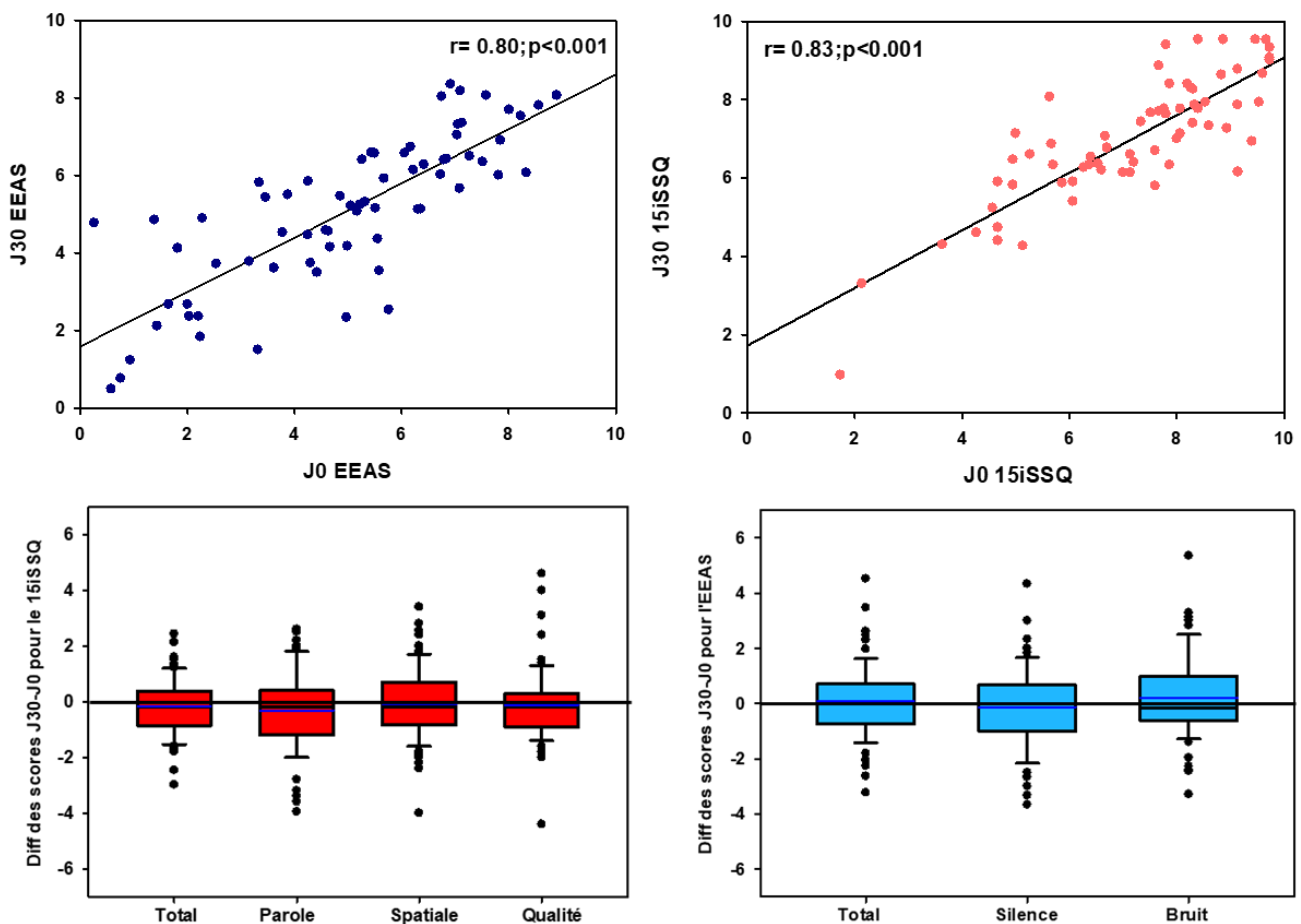 10
8
6
4
2
0
J30 EEAS
r= 0.80;p<0.001
0 2 4 6 8 10
J0 EEAS
10
8
6
4
2
0
J30 15iSSQ
r= 0.83;p<0.001
0 2 4 6 8 10
J0 15iSSQ
6
4
2
0
-2
-4
-6
Diff des scores J30-J0 pour le 15iSSQ
Total Parole Spatiale Qualité
6
4
2
0
-2
-4
-6
Diff des scores J30-J0 pour l'EEAS
Total Silence Bruit